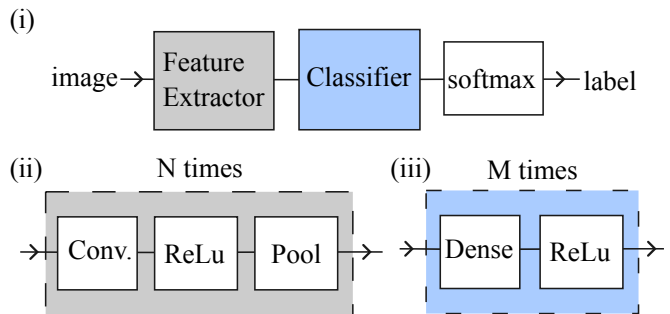 (i)
image
Feature
Extractor
Classifier
softmax
label
(ii)
N times
Conv.
ReLu
Pool
(iii)
M times
Dense
ReLu